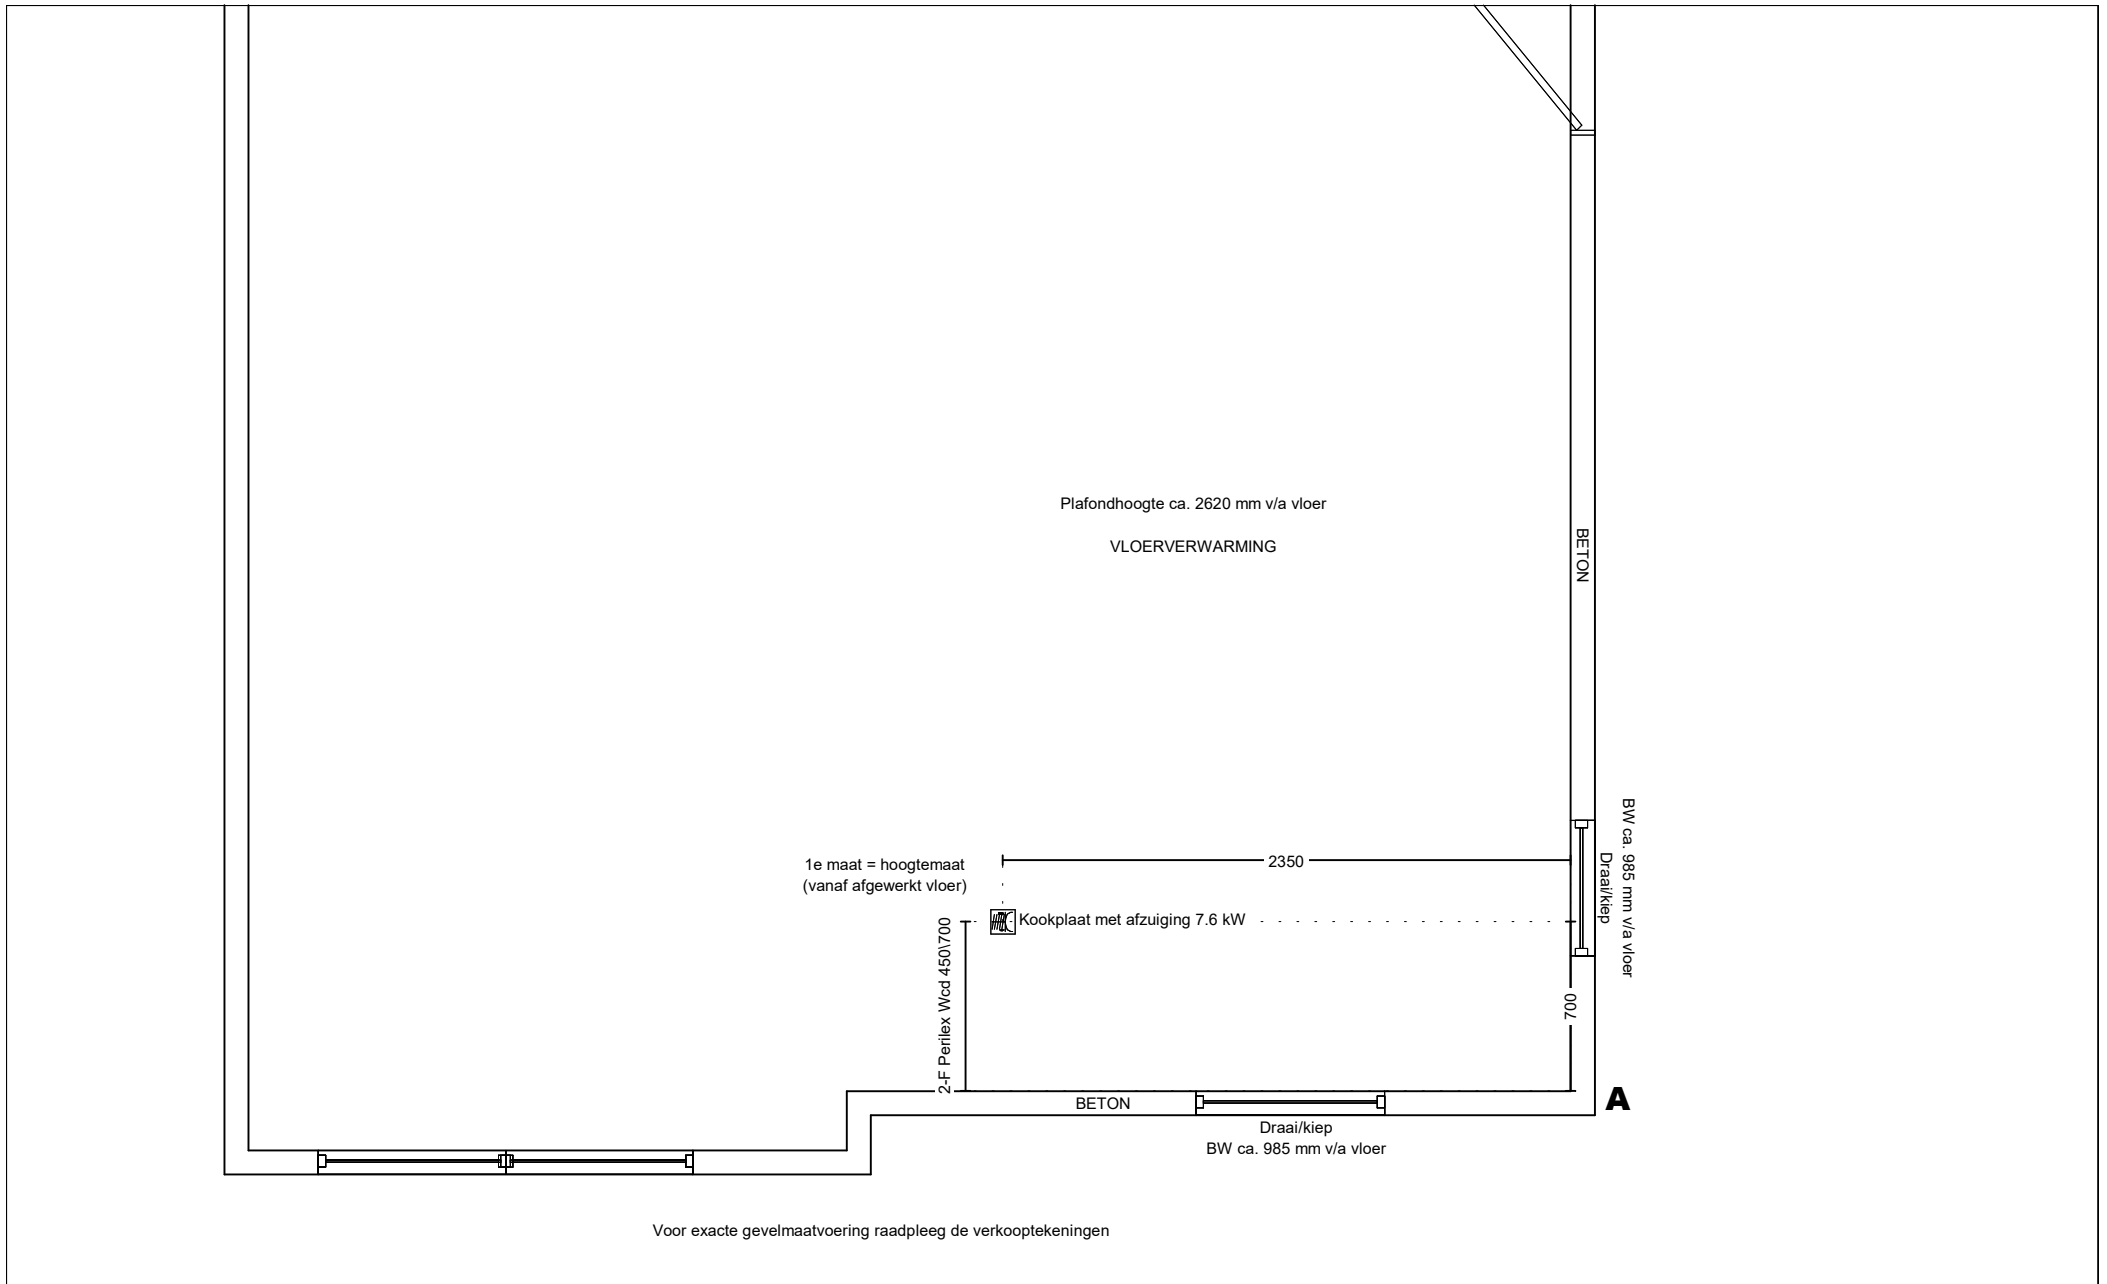 Plafondhoogte ca. 2620 mm v/a vloer
VLOERVERWARMING
BETON
BW ca. 985 mm v/a vloer
Draai/kiep
1e maat = hoogtemaat
(vanaf afgewerkt vloer)
2350
Kookplaat met afzuiging 7.6 kW
2-F Perilex Wcd 450\700
700
BETON
A
Draai/kiep
BW ca. 985 mm v/a vloer
Voor exacte gevelmaatvoering raadpleeg de verkooptekeningen